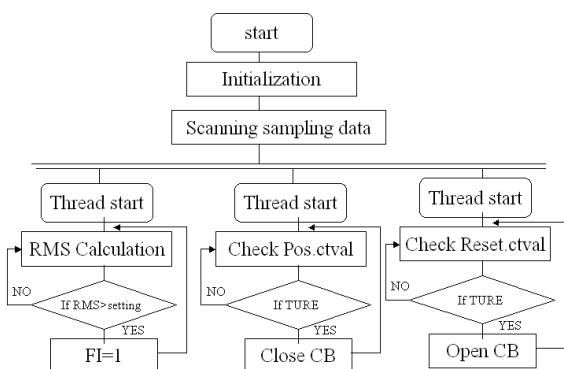 start
Initialization
Scanning sampling data
Thread start
Thread start
Thread start
RMS Calculation
Check Pos.ctval
Check Reset.ctval
NO
If RMS>setting
NO
If TURE
NO
If TURE
YES
YES
YES
FI=1
Close CB
Open CB